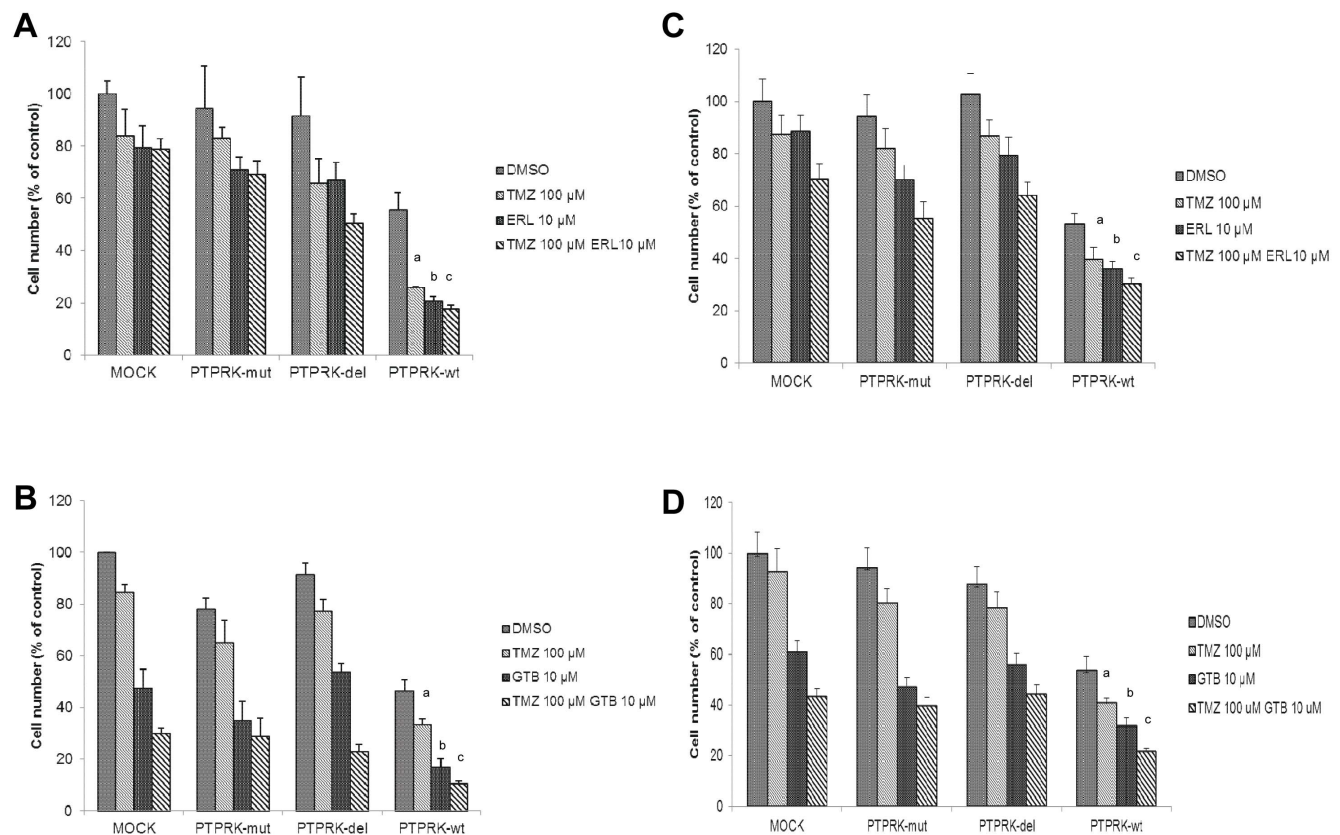 A
Cell number (% of control)
120
100
80
60
40
20
0
a
b
c
MOCK
PTPRK-mut
PTPRK-del
PTPRK-wt
DMSO
TMZ 100 µM
ERL 10 µM
TMZ 100 µM ERL10 µM
C
Cell number (% of control)
120
100
80
60
40
20
0
a
b
c
MOCK
PTPRK-mut
PTPRK-del
PTPRK-wt
DMSO
TMZ 100 µM
ERL 10 µM
TMZ 100 µM ERL10 µM
B
Cell number (% of control)
120
100
80
60
40
20
0
a
b
c
MOCK
PTPRK-mut
PTPRK-del
PTPRK-wt
DMSO
TMZ 100 µM
GTB 10 µM
TMZ 100 µM GTB 10 µM
D
Cell number (% of control)
120
100
80
60
40
20
0
a
b
c
MOCK
PTPRK-mut
PTPRK-del
PTPRK-wt
DMSO
TMZ 100 µM
GTB 10 µM
TMZ 100 uM GTB 10 uM